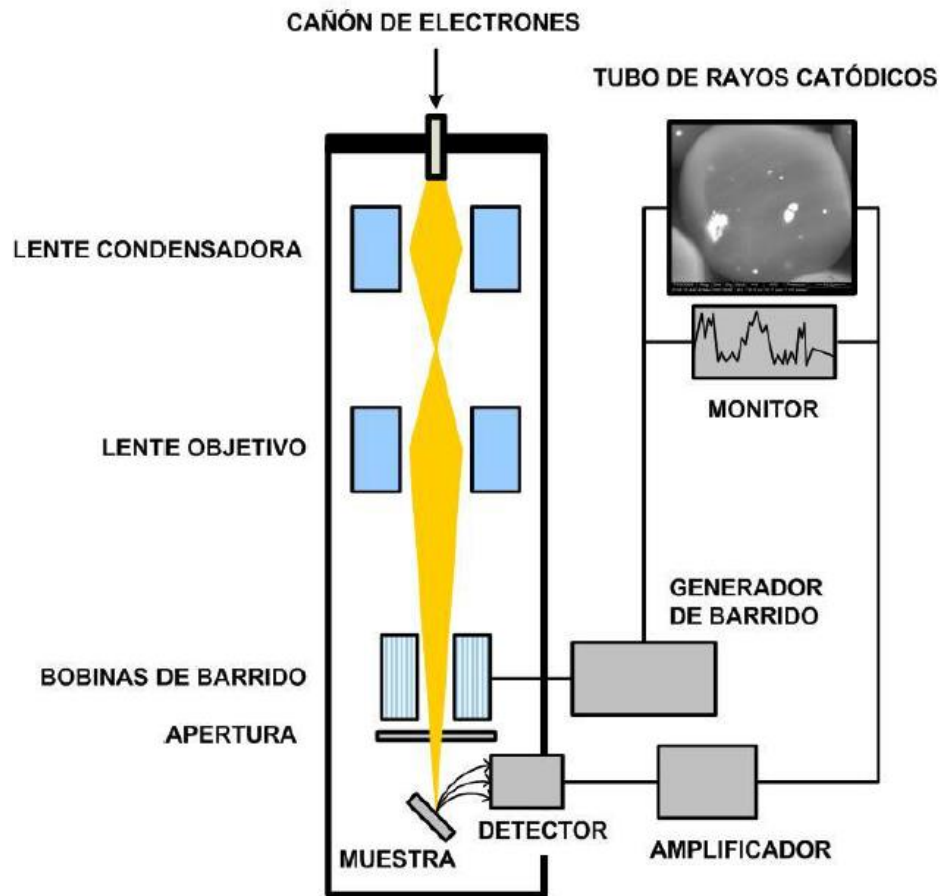 CAÑÓN DE ELECTRONES
TUBO DE RAYOS CATÓDICOS
LENTE CONDENSADORA
MONITOR
LENTE OBJETIVO
GENERADOR
DE BARRIDO
BOBINAS DE BARRIDO
APERTURA
DETECTOR
AMPLIFICADOR
MUESTRA